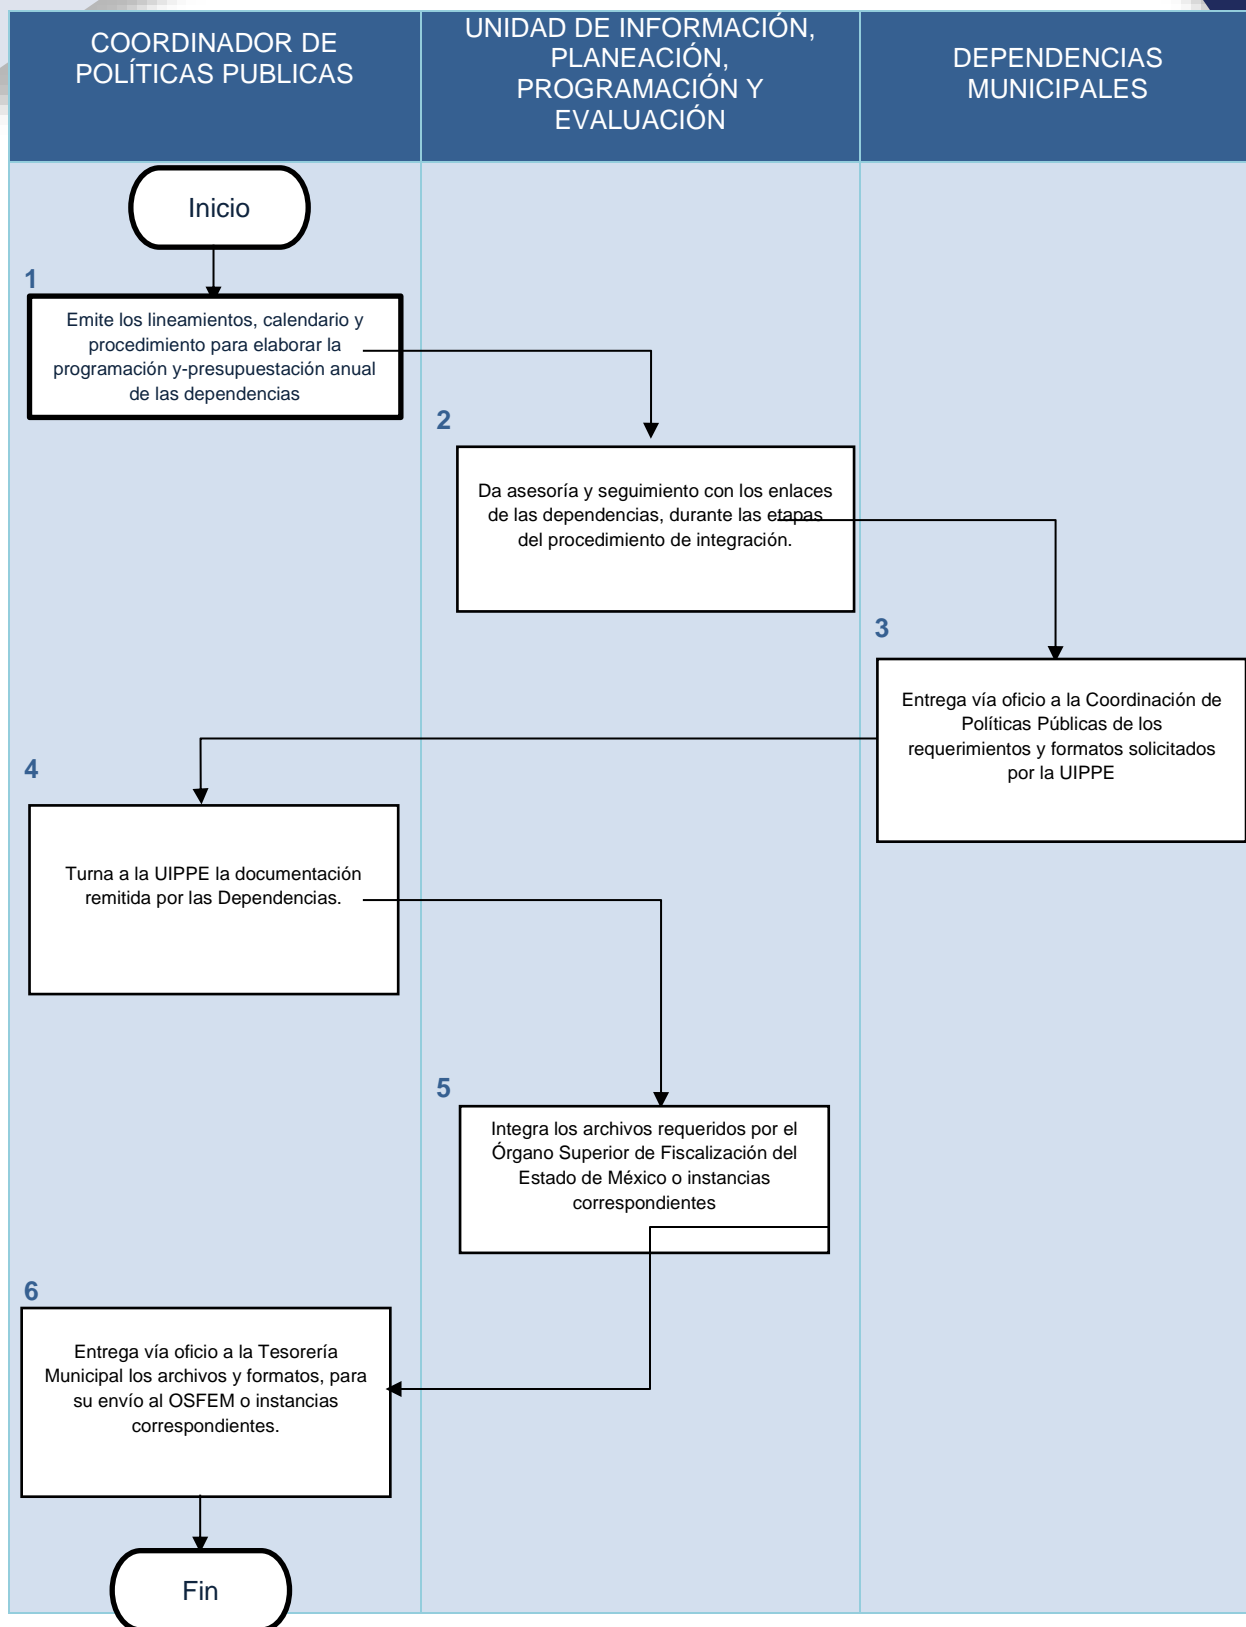 COORDINADOR DE
POLÍTICAS PUBLICAS
UNIDAD DE INFORMACIÓN,
PLANEACIÓN,
PROGRAMACIÓN Y
EVALUACIÓN
DEPENDENCIAS
MUNICIPALES
Inicio
1
Emite los lineamientos, calendario y
procedimiento para elaborar la
programación y-presupuestación anual
de las dependencias
2
Da asesoría y seguimiento con los enlaces
de las dependencias, durante las etapas
del procedimiento de integración.
3
Entrega vía oficio a la Coordinación de
Políticas Públicas de los
requerimientos y formatos solicitados
por la UIPPE
4
Turna a la UIPPE la documentación
remitida por las Dependencias.
5
Integra los archivos requeridos por el
Órgano Superior de Fiscalización del
Estado de México o instancias
correspondientes
6
Entrega vía oficio a la Tesorería
Municipal los archivos y formatos, para
su envío al OSFEM o instancias
correspondientes.
Fin